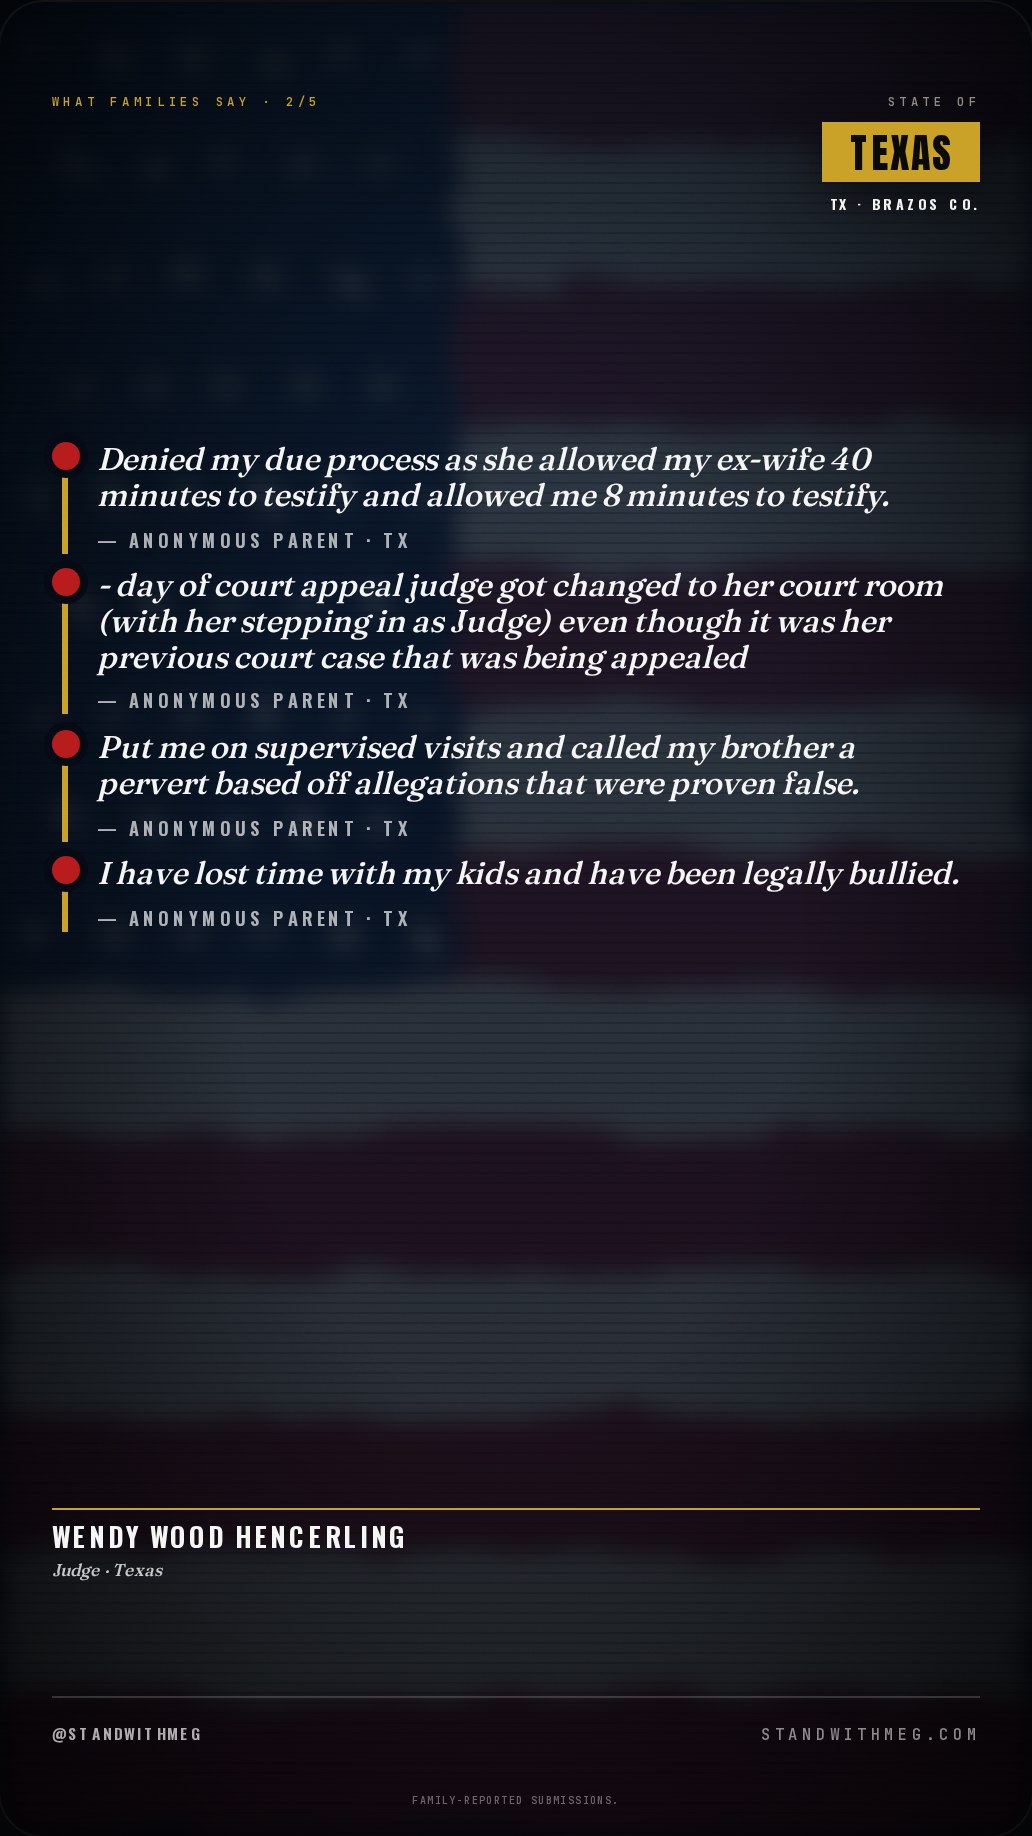 WHAT FAMILIES SAY · 2/5
STATE OF
TEXAS
TX · BRAZOS CO.
Denied my due process as she allowed my ex-wife 40
minutes to testify and allowed me 8 minutes to testify.
— ANONYMOUS PARENT · TX
- day of court appeal judge got changed to her court room
(with her stepping in as Judge) even though it was her
previous court case that was being appealed
— ANONYMOUS PARENT · TX
Put me on supervised visits and called my brother a
pervert based off allegations that were proven false.
— ANONYMOUS PARENT · TX
I have lost time with my kids and have been legally bullied.
— ANONYMOUS PARENT · TX
WENDY WOOD HENCERLING
Judge · Texas
@STANDWITHMEG
STANDWITHMEG.COM
FAMILY-REPORTED SUBMISSIONS.